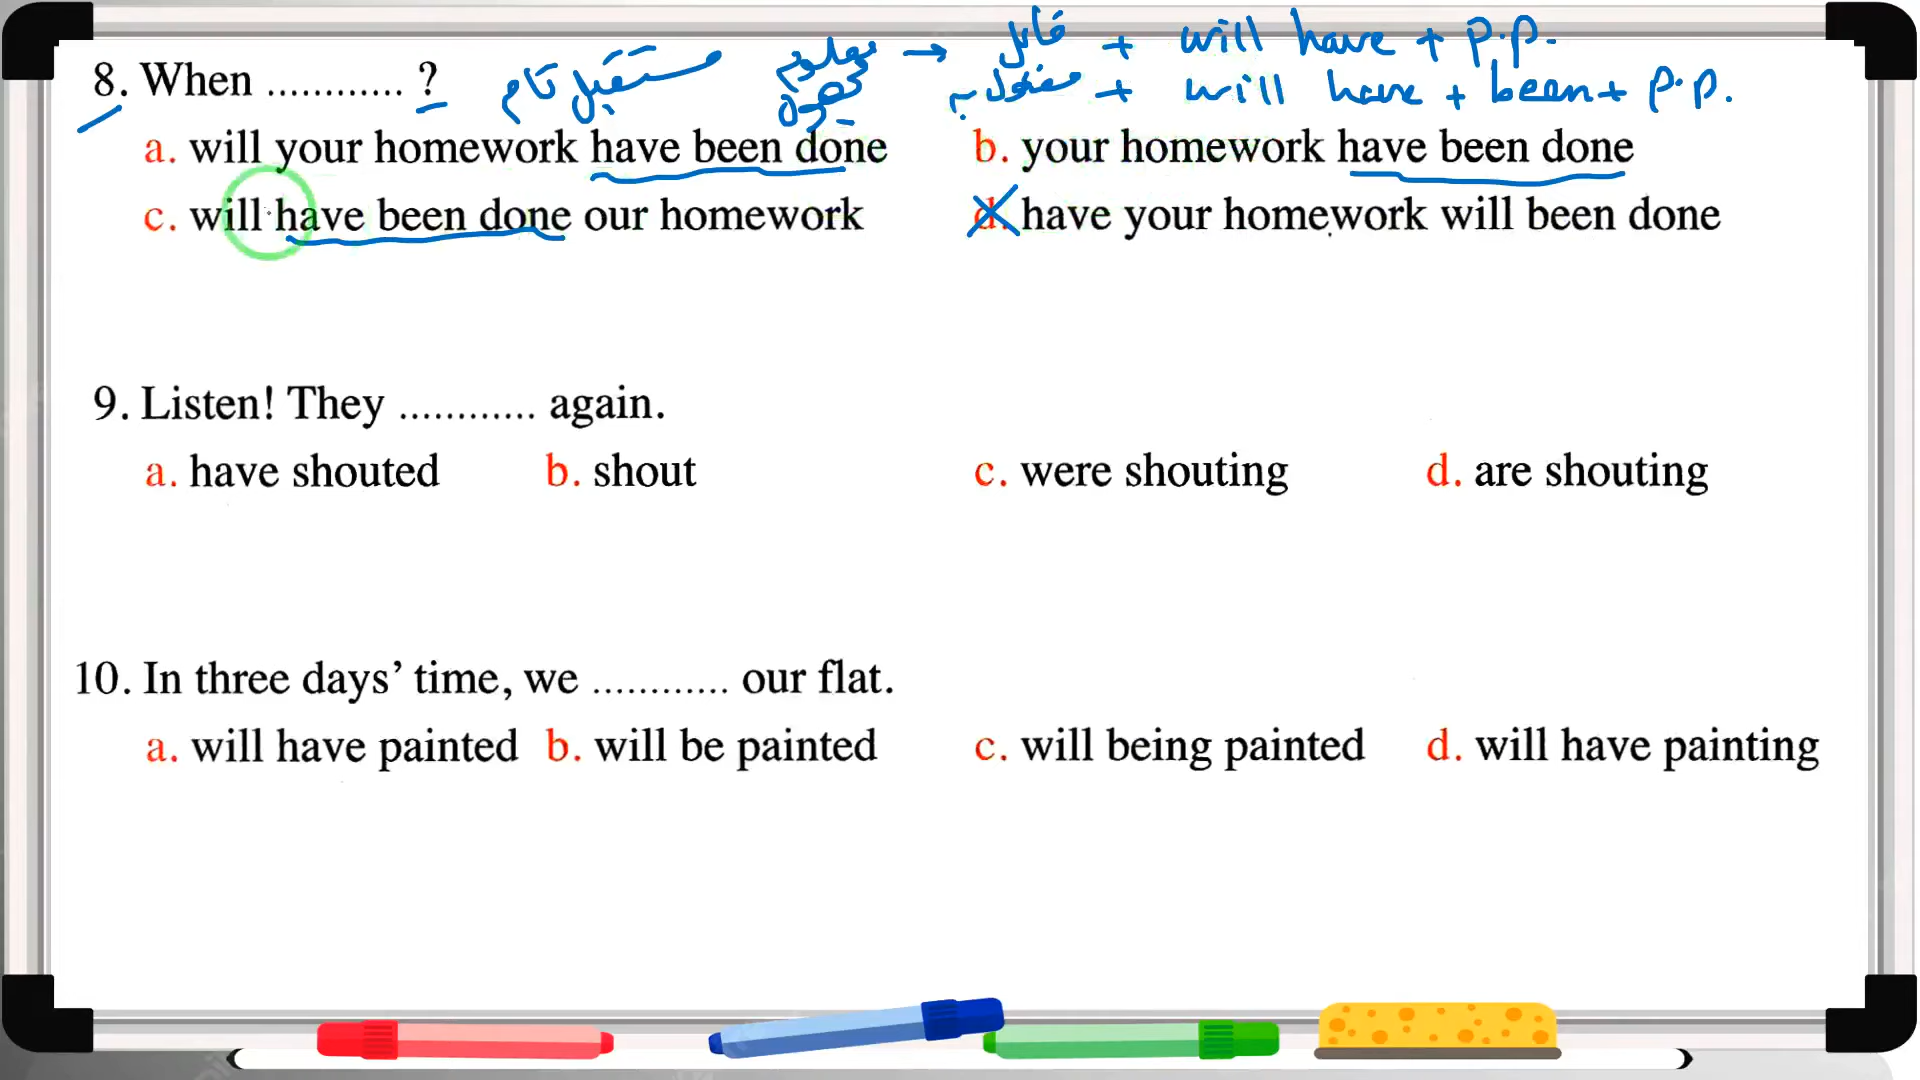 معلوم → فاعل + will have + p.p.
8. When ............ ? مستقبل تام مجهول مفعول به + will have + been + p.p.
a. will your homework have been done b. your homework have been done
c. will have been done our homework d. have your homework will been done
9. Listen! They ............ again.
a. have shouted b. shout c. were shouting d. are shouting
10. In three days’ time, we ............ our flat.
a. will have painted b. will be painted c. will being painted d. will have painting